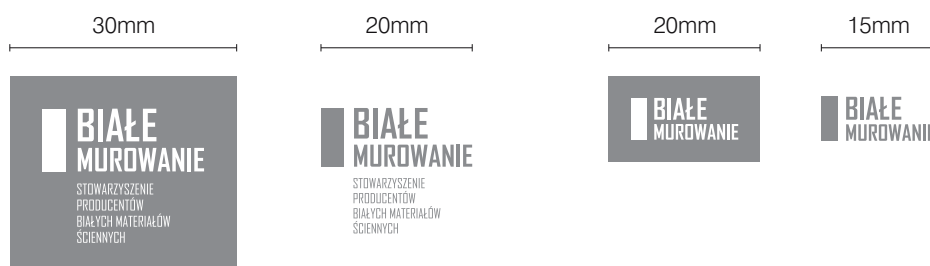 30mm
20mm
20mm
15mm
BIAŁE
MUROWANIE
STOWARZYSZENIE
PRODUCENTÓW
BIAŁYCH MATERIAŁÓW
ŚCIENNYCH
BIAŁE
MUROWANIE
STOWARZYSZENIE
PRODUCENTÓW
BIAŁYCH MATERIAŁÓW
ŚCIENNYCH
BIAŁE
MUROWANIE
BIAŁE
MUROWANIE